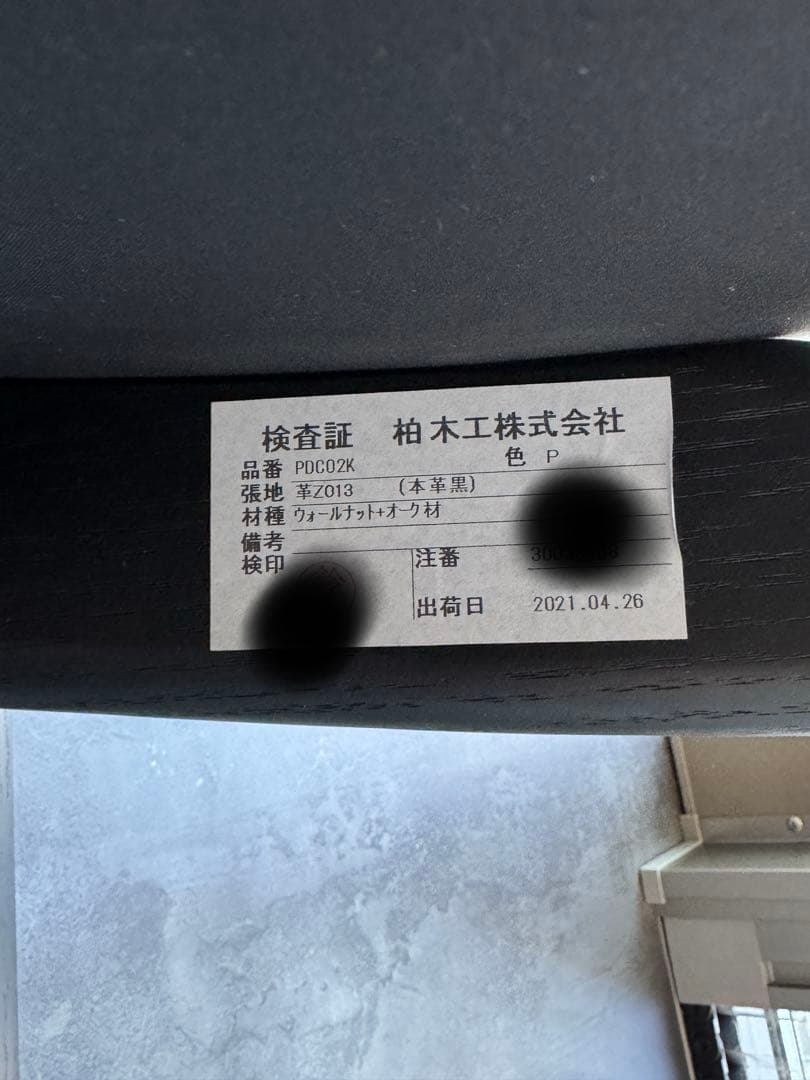 検査証 柏木工株式会社
品番 PDC02K 色 P
張地 革Z013 (本革黒)
材種 ウォールナット+オーク材
備考
検印 注番
出荷日 2021.04.26